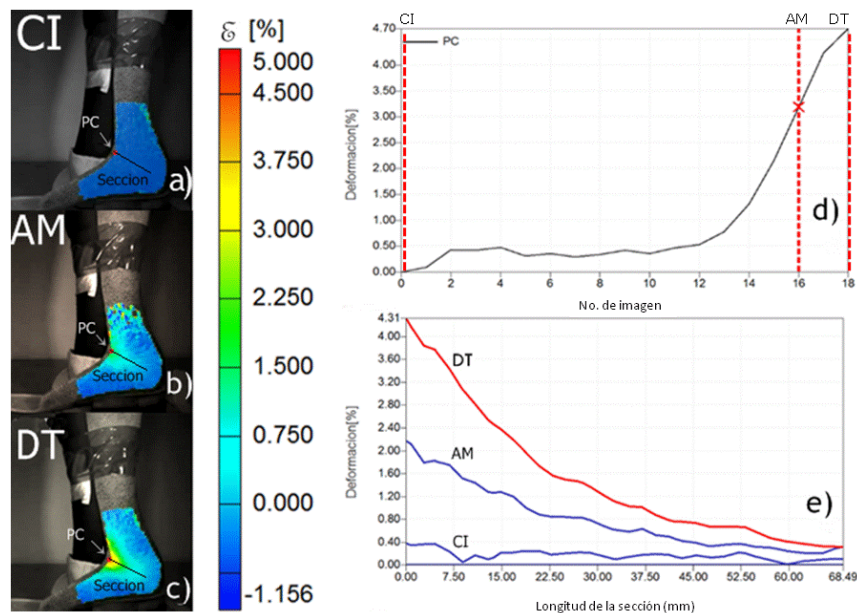 CI
PC
Seccion
a)
AM
PC
Seccion
b)
DT
PC
Seccion
c)
Ɛ [%]
5.000
4.500
3.750
3.000
2.250
1.500
0.750
0.000
-1.156
CI AM DT
PC
Deformacion[%]
4.70
4.00
3.50
3.00
2.50
2.00
1.50
1.00
0.50
0.00
0 2 4 6 8 10 12 14 16 18
No. de imagen
d)
Deformacion[%]
4.31
4.00
3.60
3.20
2.80
2.40
2.00
1.60
1.20
0.80
0.40
0.00
DT
AM
CI
e)
0.00 7.50 15.00 22.50 30.00 37.50 45.00 52.50 60.00 68.49
Longitud de la sección (mm)